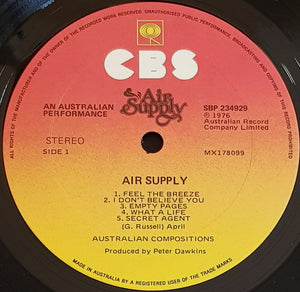 ALL RIGHTS OF THE MANUFACTURER AND OF THE OWNER OF THE RECORDED WORK RESERVED. UNAUTHORISED PUBLIC PERFORMANCE, BROADCASTING AND COPYING OF THIS RECORD PROHIBITED
CBS
Air Supply
AN AUSTRALIAN
PERFORMANCE
SBP 234929
℗ 1976
Australian Record
Company Limited
STEREO
SIDE 1
MX178099
AIR SUPPLY
1. FEEL THE BREEZE
2. I DON'T BELIEVE YOU
3. EMPTY PAGES
4. WHAT A LIFE
5. SECRET AGENT
(G. Russell) April
AUSTRALIAN COMPOSITIONS
Produced by Peter Dawkins
MADE IN AUSTRALIA BY A REGISTERED USER OF THE TRADE MARKS